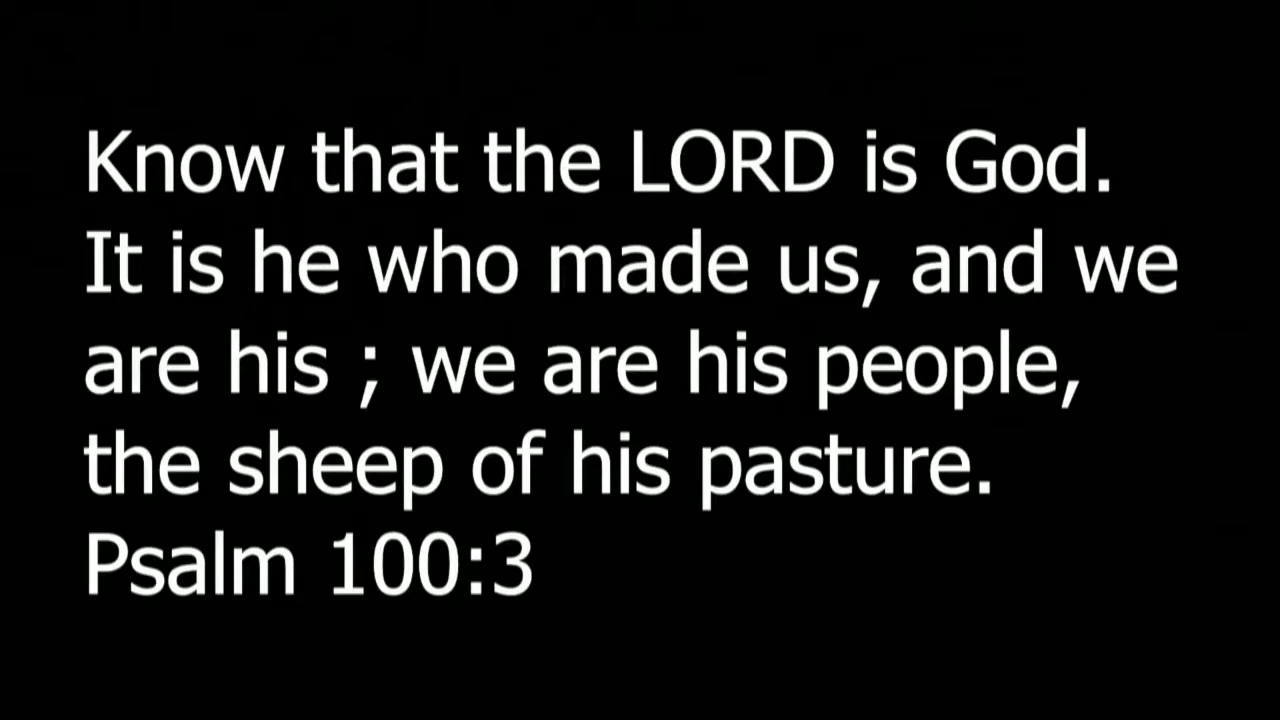 Know that the LORD is God.
It is he who made us, and we
are his ; we are his people,
the sheep of his pasture.
Psalm 100:3